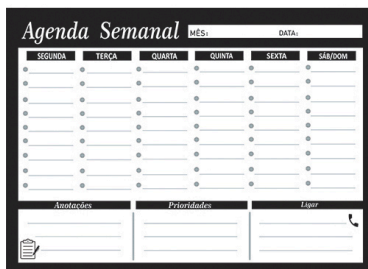 Agenda Semanal MÊS: DATA:
SEGUNDA TERÇA QUARTA QUINTA SEXTA SÁB/DOM
Anotações Prioridades Ligar